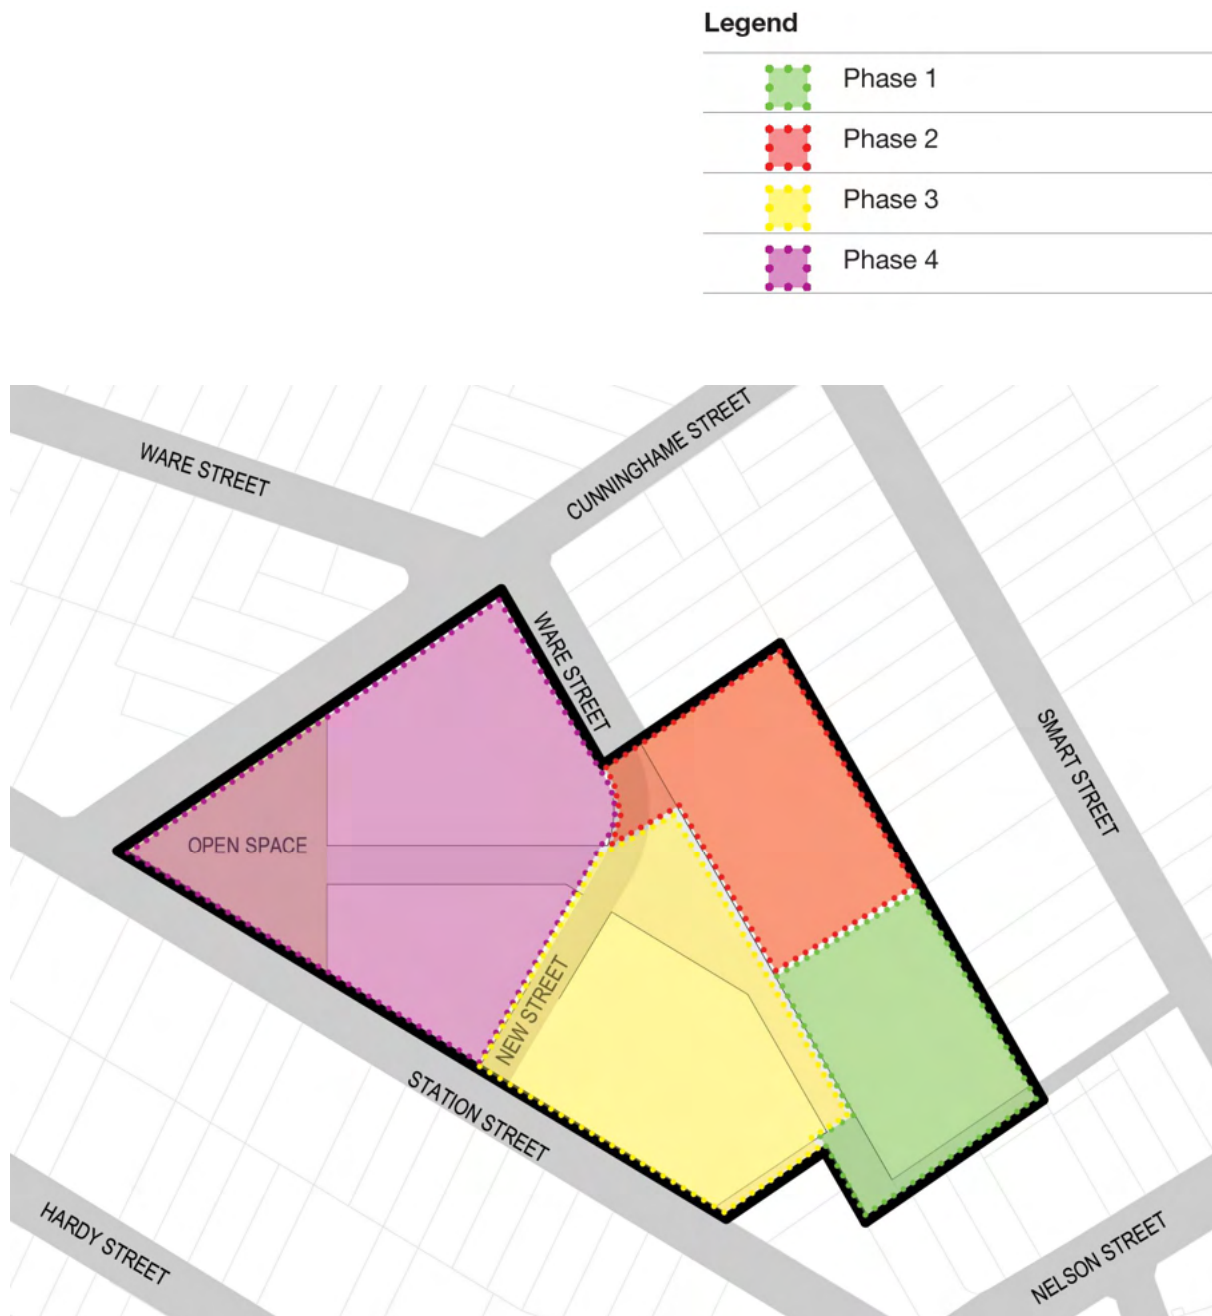 Legend
Phase 1
Phase 2
Phase 3
Phase 4
CUNNINGHAME STREET
WARE STREET
WARE STREET
SMART STREET
OPEN SPACE
NEW STREET
STATION STREET
HARDY STREET
NELSON STREET